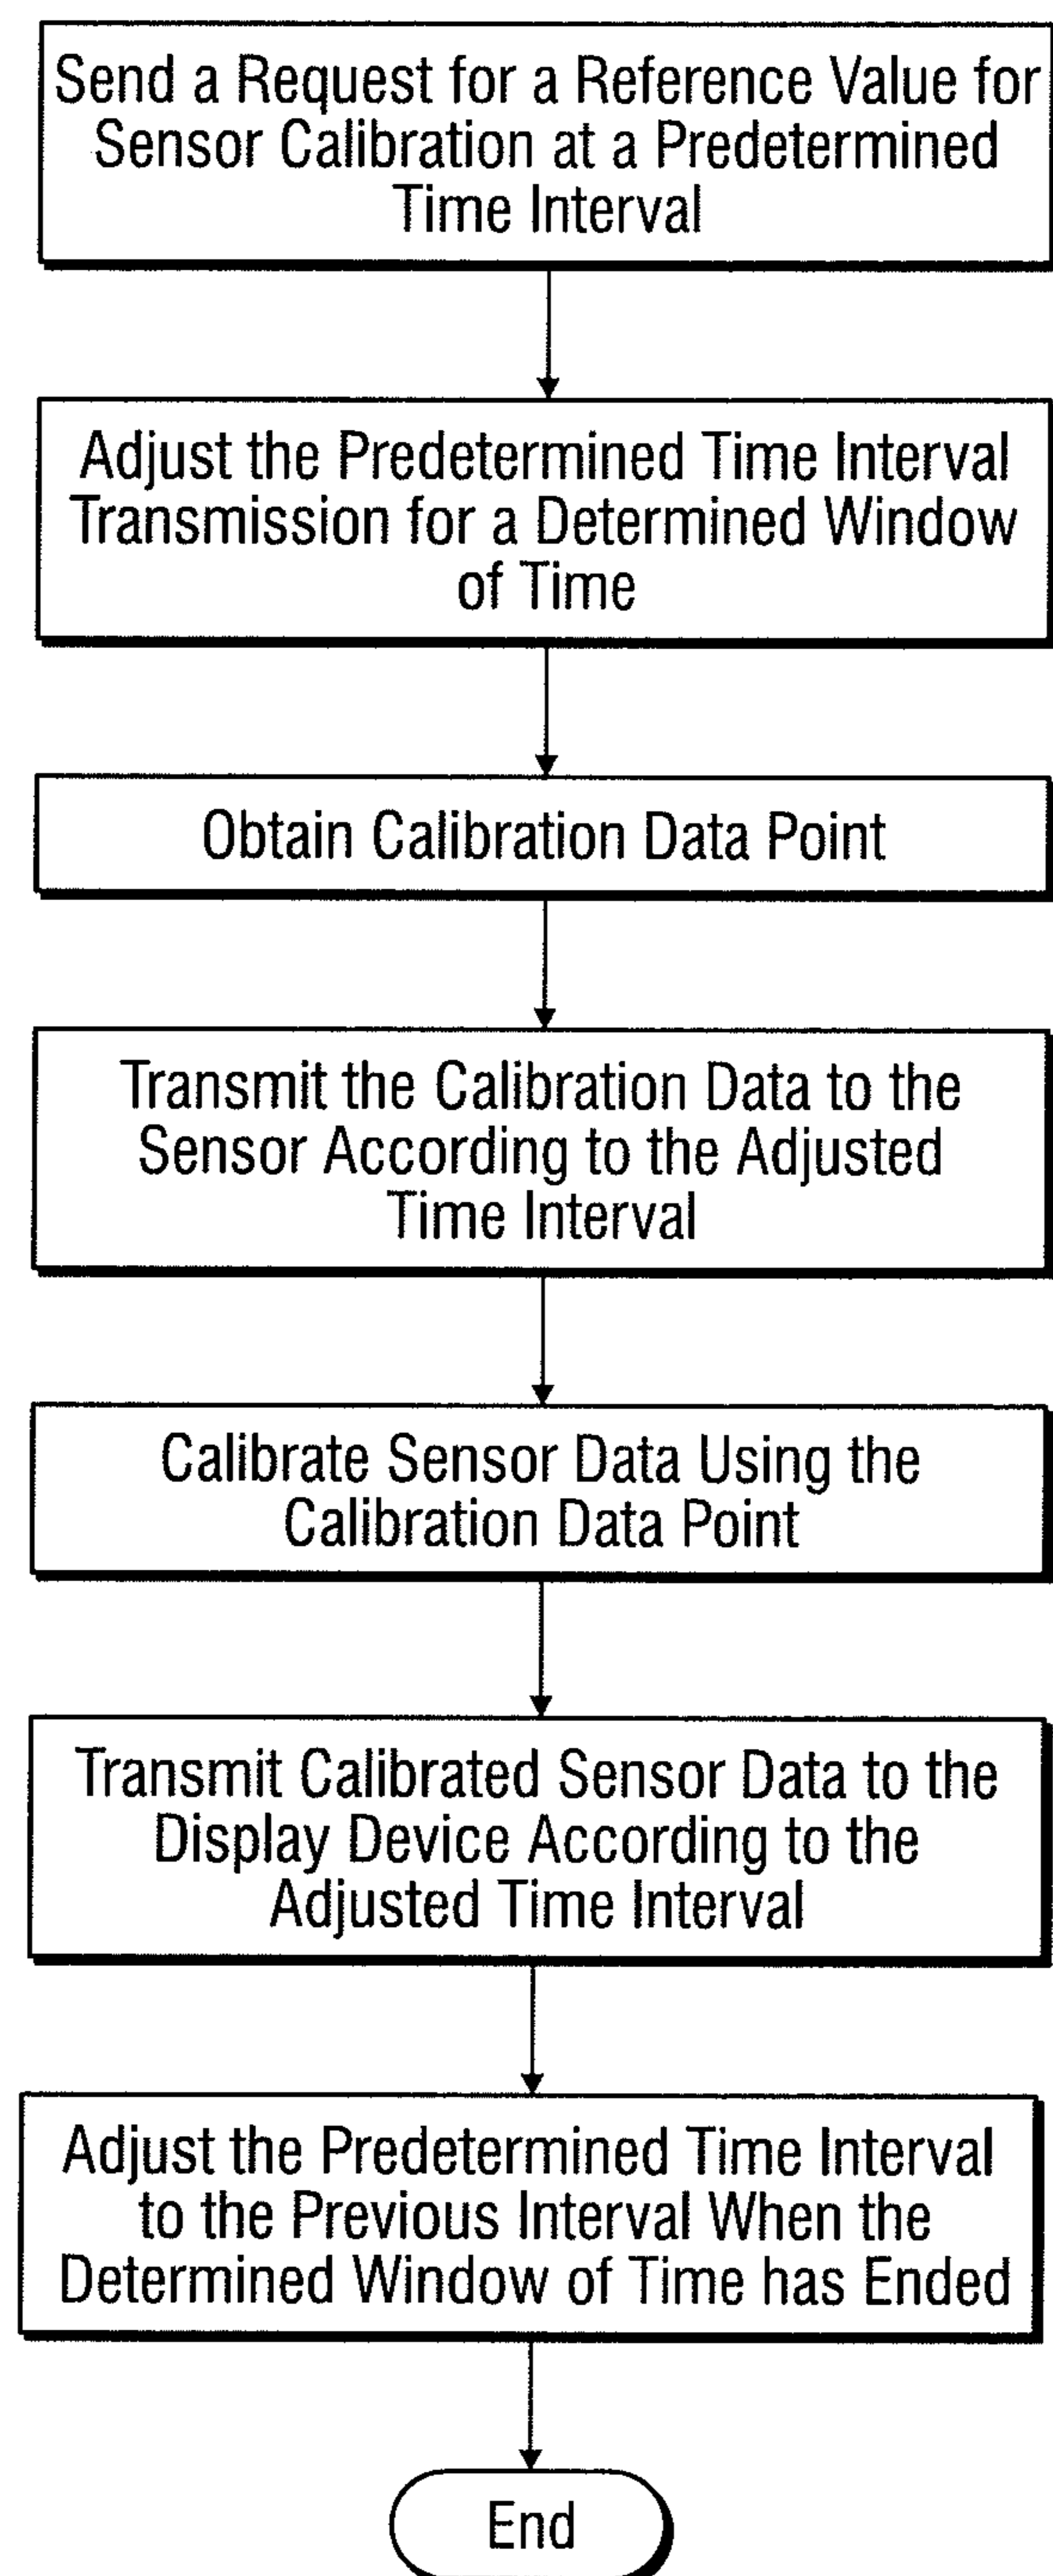 Send a Request for a Reference Value for
Sensor Calibration at a Predetermined
Time Interval
Adjust the Predetermined Time Interval
Transmission for a Determined Window
of Time
Obtain Calibration Data Point
Transmit the Calibration Data to the
Sensor According to the Adjusted
Time Interval
Calibrate Sensor Data Using the
Calibration Data Point
Transmit Calibrated Sensor Data to the
Display Device According to the
Adjusted Time Interval
Adjust the Predetermined Time Interval
to the Previous Interval When the
Determined Window of Time has Ended
End